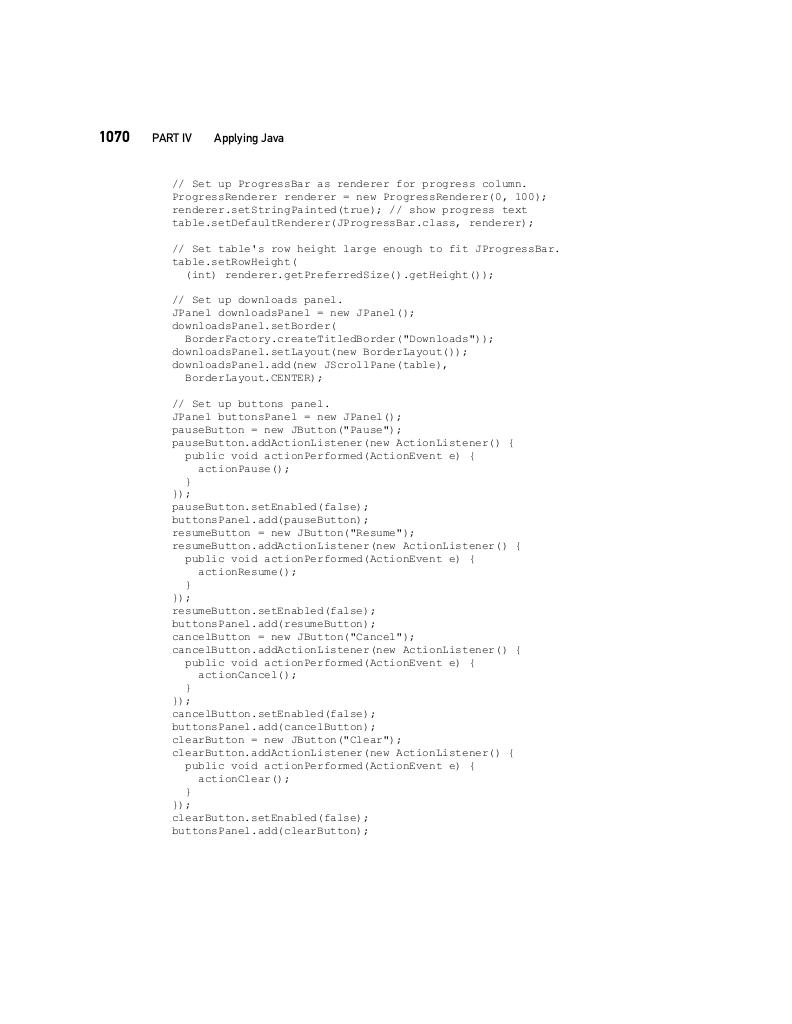 1070 PART IV Applying Java
// Set up ProgressBar as renderer for progress column.
ProgressRenderer renderer = new ProgressRenderer(0, 100);
renderer.setStringPainted(true); // show progress text
table.setDefaultRenderer(JProgressBar.class, renderer);

// Set table's row height large enough to fit JProgressBar.
table.setRowHeight(
  (int) renderer.getPreferredSize().getHeight());

// Set up downloads panel.
JPanel downloadsPanel = new JPanel();
downloadsPanel.setBorder(
  BorderFactory.createTitledBorder("Downloads"));
downloadsPanel.setLayout(new BorderLayout());
downloadsPanel.add(new JScrollPane(table),
  BorderLayout.CENTER);

// Set up buttons panel.
JPanel buttonsPanel = new JPanel();
pauseButton = new JButton("Pause");
pauseButton.addActionListener(new ActionListener() {
  public void actionPerformed(ActionEvent e) {
    actionPause();
  }
});
pauseButton.setEnabled(false);
buttonsPanel.add(pauseButton);
resumeButton = new JButton("Resume");
resumeButton.addActionListener(new ActionListener() {
  public void actionPerformed(ActionEvent e) {
    actionResume();
  }
});
resumeButton.setEnabled(false);
buttonsPanel.add(resumeButton);
cancelButton = new JButton("Cancel");
cancelButton.addActionListener(new ActionListener() {
  public void actionPerformed(ActionEvent e) {
    actionCancel();
  }
});
cancelButton.setEnabled(false);
buttonsPanel.add(cancelButton);
clearButton = new JButton("Clear");
clearButton.addActionListener(new ActionListener() {
  public void actionPerformed(ActionEvent e) {
    actionClear();
  }
});
clearButton.setEnabled(false);
buttonsPanel.add(clearButton);